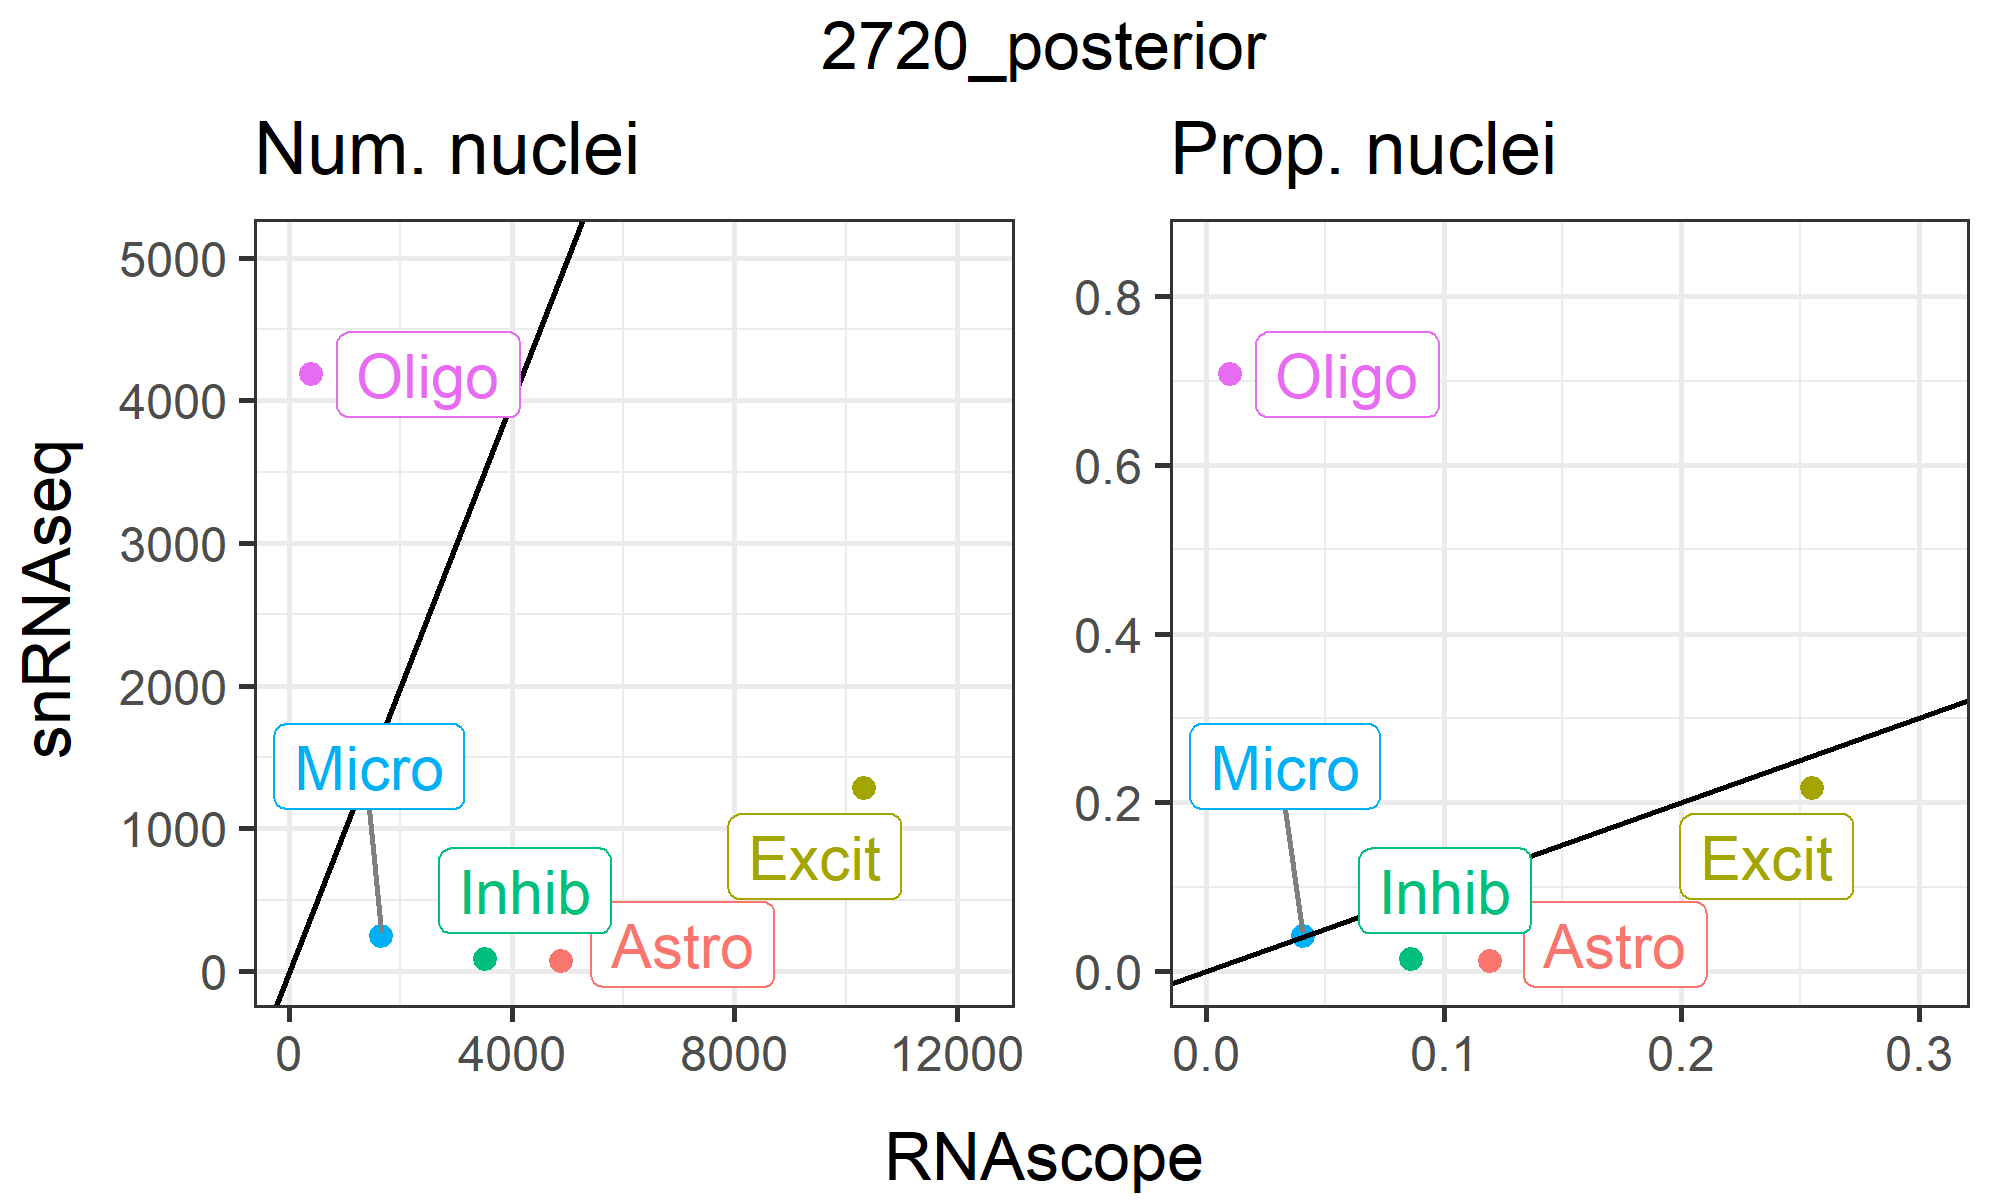 2720_posterior
Num. nuclei
Prop. nuclei
snRNAseq
5000
4000
3000
2000
1000
0
Oligo
Micro
Inhib
Excit
Astro
0
4000
8000
12000
0.8
0.6
0.4
0.2
0.0
Oligo
Micro
Inhib
Excit
Astro
0.0
0.1
0.2
0.3
RNAscope